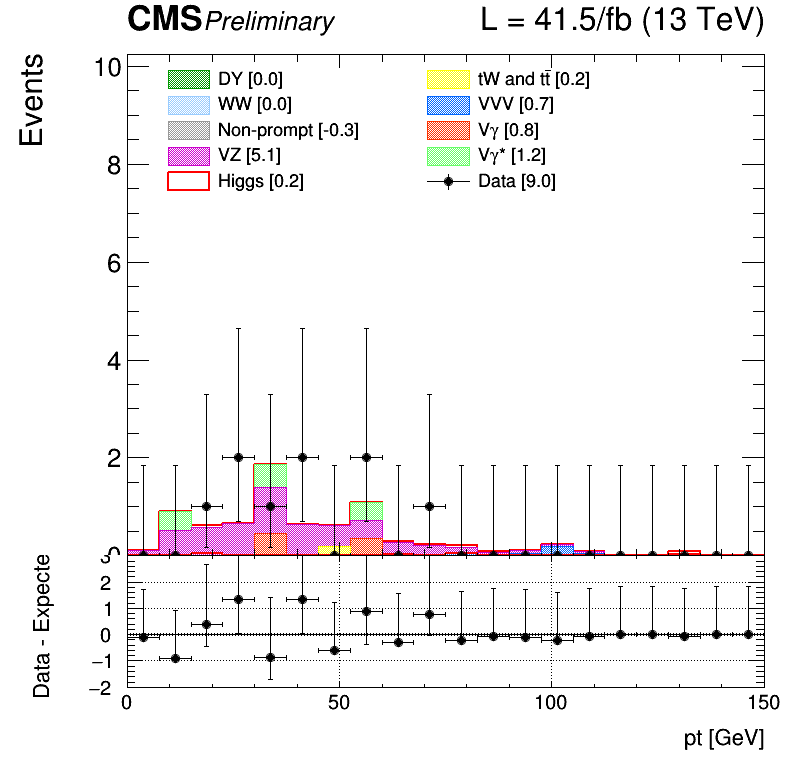 CMS Preliminary L = 41.5/fb (13 TeV)
Events
10
8
6
4
2
0
DY [0.0]
WW [0.0]
Non-prompt [-0.3]
VZ [5.1]
Higgs [0.2]
tW and tt̄ [0.2]
VVV [0.7]
Vγ [0.8]
Vγ* [1.2]
Data [9.0]
Data - Expecte
3
2
1
0
−1
−2
0 50 100 150
pt [GeV]